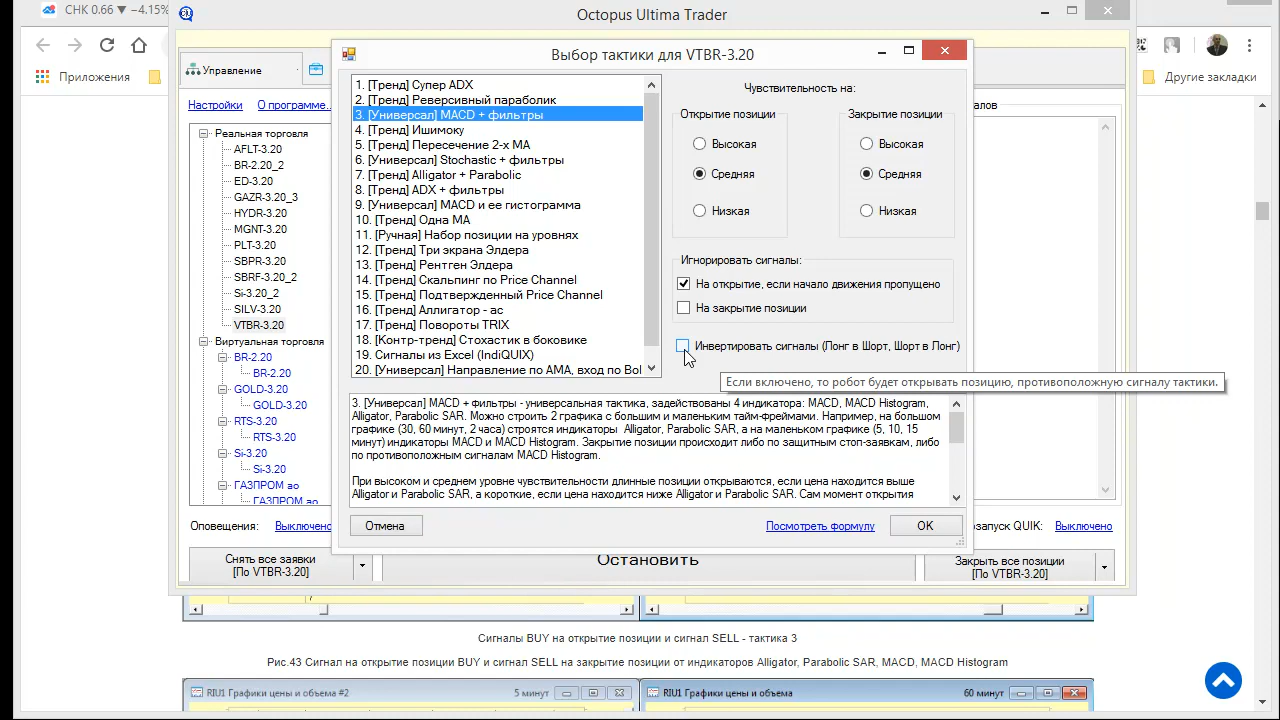 CHK 0.66 ▼ −4.15%
Octopus Ultima Trader
Приложения
Другие закладки
Управление
Настройки
О программе..
Реальная торговля
AFLT-3.20
BR-2.20_2
ED-3.20
GAZR-3.20_3
HYDR-3.20
MGNT-3.20
PLT-3.20
SBPR-3.20
SBRF-3.20_2
Si-3.20_2
SILV-3.20
VTBR-3.20
Виртуальная торговля
BR-2.20
BR-2.20
GOLD-3.20
GOLD-3.20
RTS-3.20
RTS-3.20
Si-3.20
Si-3.20
ГАЗПРОМ ао
ГАЗПРОМ ао
Оповещения:
Выключено
Снять все заявки
[По VTBR-3.20]
Остановить
Закрыть все позиции
[По VTBR-3.20]
запуск QUIK:
Выключено
Выбор тактики для VTBR-3.20
1. [Тренд] Супер ADX
2. [Тренд] Реверсивный параболик
3. [Универсал] MACD + фильтры
4. [Тренд] Ишимоку
5. [Тренд] Пересечение 2-х МА
6. [Универсал] Stochastic + фильтры
7. [Тренд] Alligator + Parabolic
8. [Тренд] ADX + фильтры
9. [Универсал] MACD и ее гистограмма
10. [Тренд] Одна МА
11. [Ручная] Набор позиции на уровнях
12. [Тренд] Три экрана Элдера
13. [Тренд] Рентген Элдера
14. [Тренд] Скальпинг по Price Channel
15. [Тренд] Подтвержденный Price Channel
16. [Тренд] Аллигатор - ас
17. [Тренд] Повороты TRIX
18. [Контр-тренд] Стохастик в боковике
19. Сигналы из Excel (IndiQUIX)
20. [Универсал] Направление по АМА, вход по Bol
Чувствительность на:
Открытие позиции
Высокая
Средняя
Низкая
Закрытие позиции
Высокая
Средняя
Низкая
Игнорировать сигналы:
На открытие, если начало движения пропущено
На закрытие позиции
Инвертировать сигналы (Лонг в Шорт, Шорт в Лонг)
Если включено, то робот будет открывать позицию, противоположную сигналу тактики.
3. [Универсал] MACD + фильтры - универсальная тактика, задействованы 4 индикатора: MACD, MACD Histogram,
Alligator, Parabolic SAR. Можно строить 2 графика с большим и маленьким тайм-фреймами. Например, на большом
графике (30, 60 минут, 2 часа) строятся индикаторы Alligator, Parabolic SAR, а на маленьком графике (5, 10, 15
минут) индикаторы MACD и MACD Histogram. Закрытие позиции происходит либо по защитным стоп-заявкам, либо
по противоположным сигналам MACD Histogram.
При высоком и среднем уровне чувствительности длинные позиции открываются, если цена находится выше
Alligator и Parabolic SAR, а короткие, если цена находится ниже Alligator и Parabolic SAR. Сам момент открытия
Отмена
Посмотреть формулу
OK
Сигналы BUY на открытие позиции и сигнал SELL - тактика 3
Рис.43 Сигнал на открытие позиции BUY и сигнал SELL на закрытие позиции от индикаторов Alligator, Parabolic SAR, MACD, MACD Histogram
RIU1 Графики цены и объема #2
5 минут
RIU1 Графики цены и объема
60 минут